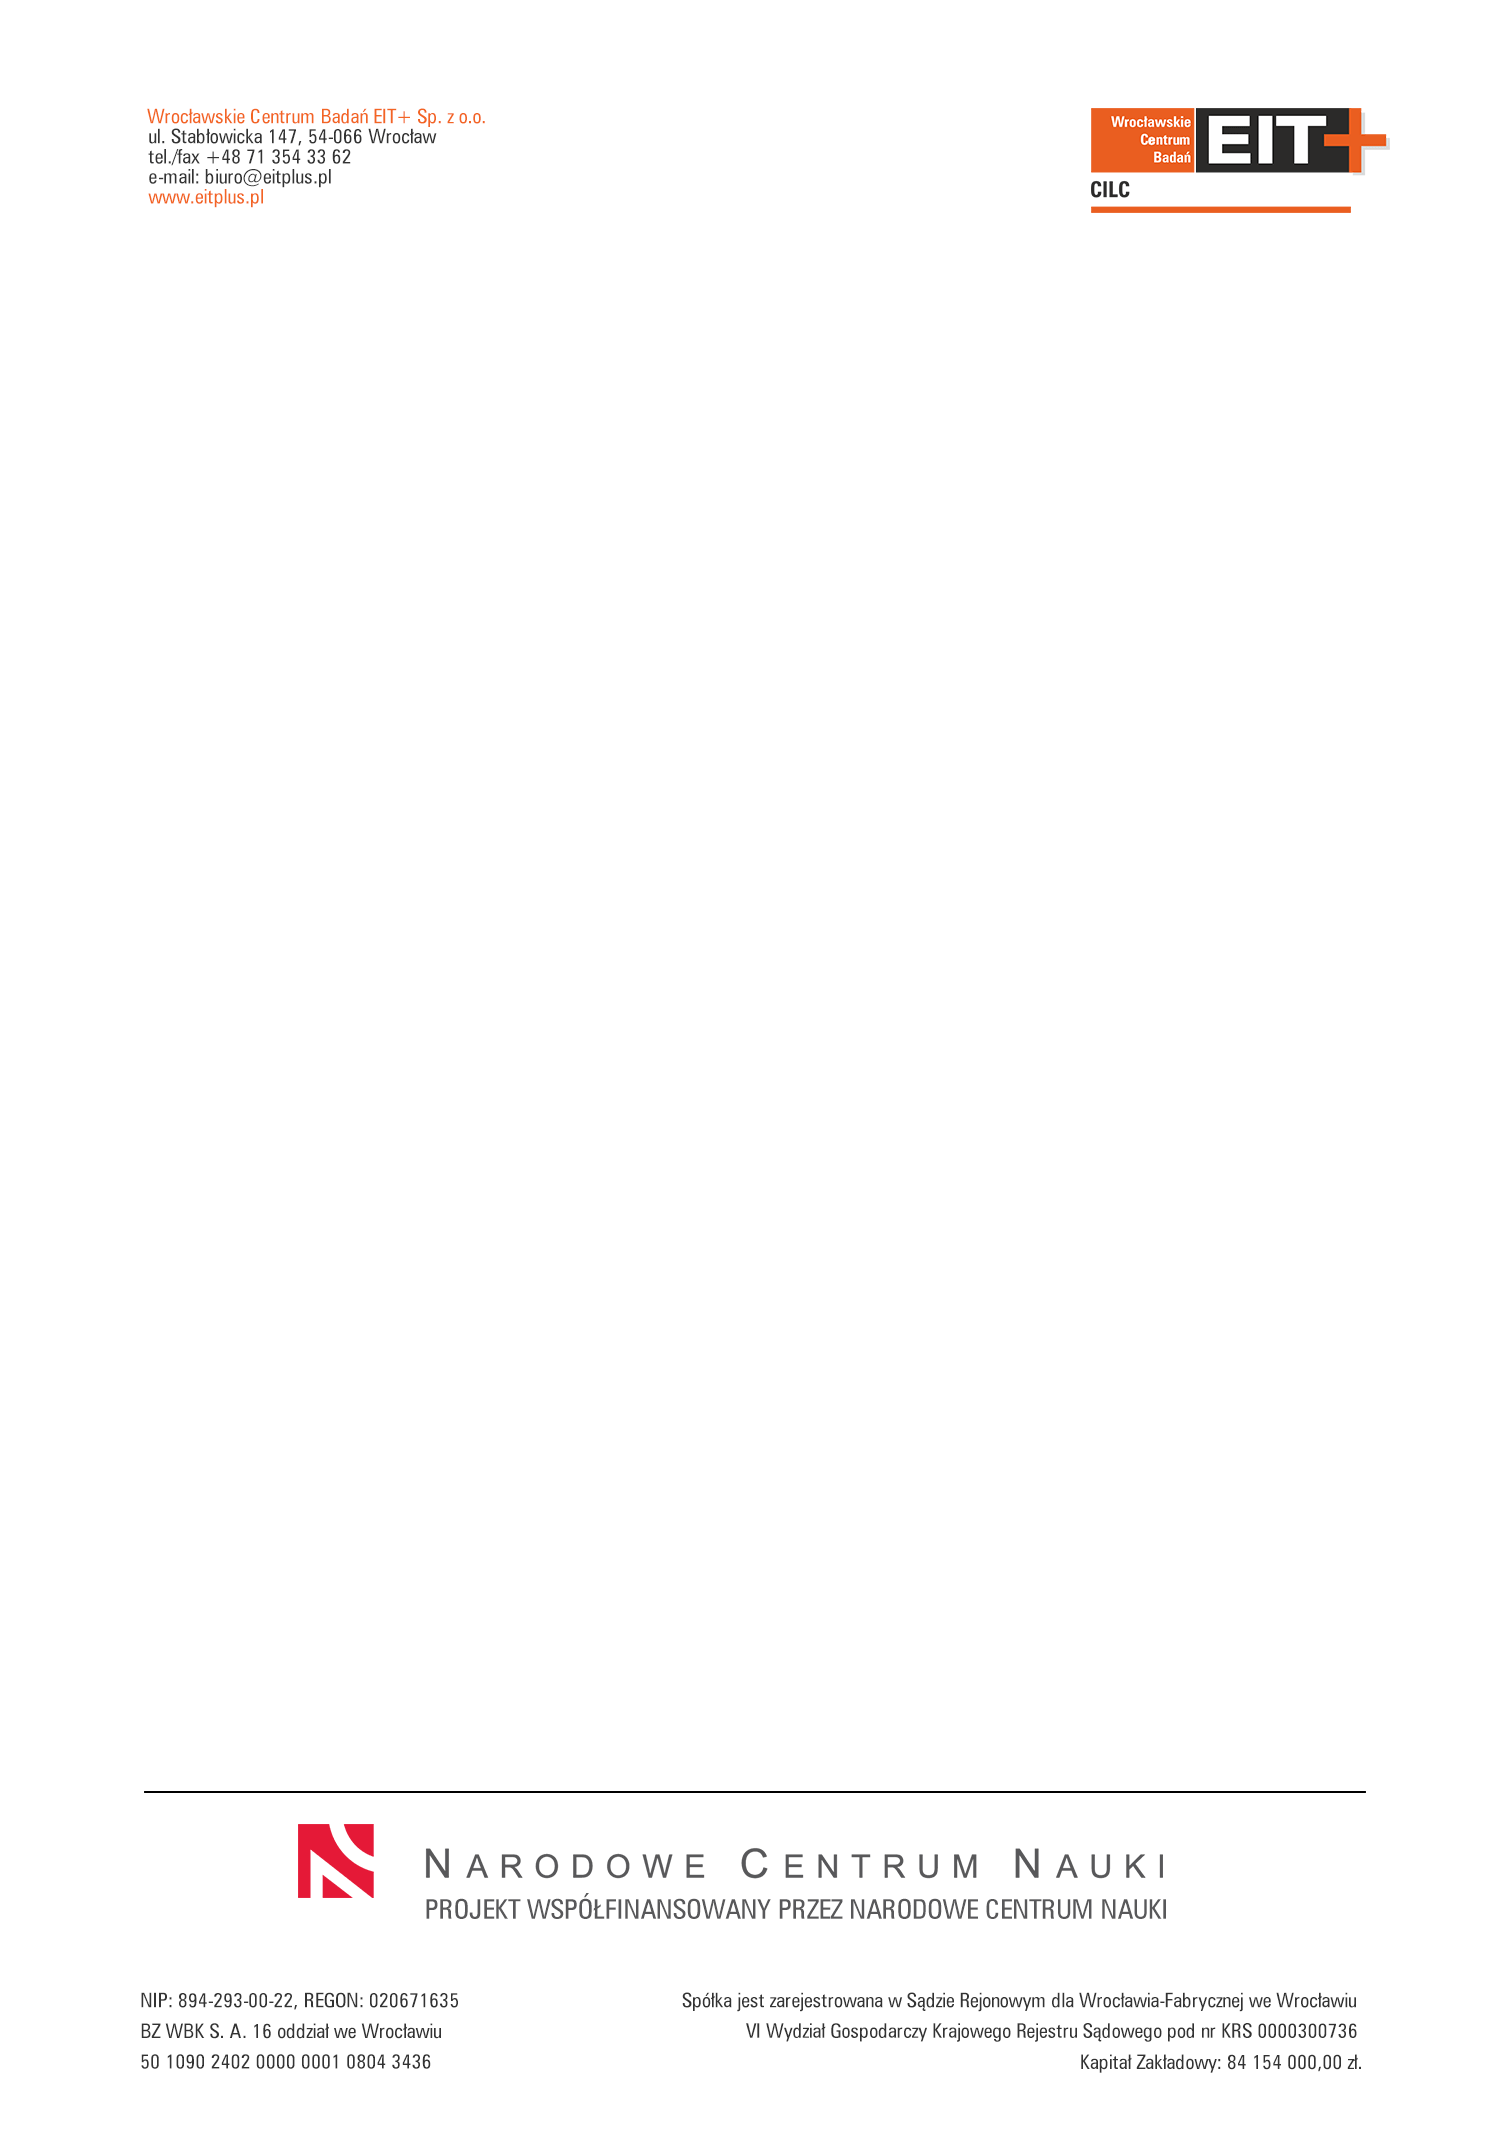 Wrocławskie Centrum Badań EIT+ Sp. z o.o.
ul. Stabłowicka 147, 54-066 Wrocław
tel./fax +48 71 354 33 62
e-mail: biuro@eitplus.pl
www.eitplus.pl
Wrocławskie
Centrum
Badań
EIT+
CILC
NARODOWE CENTRUM NAUKI
PROJEKT WSPÓŁFINANSOWANY PRZEZ NARODOWE CENTRUM NAUKI
NIP: 894-293-00-22, REGON: 020671635
BZ WBK S. A. 16 oddział we Wrocławiu
50 1090 2402 0000 0001 0804 3436
Spółka jest zarejestrowana w Sądzie Rejonowym dla Wrocławia-Fabrycznej we Wrocławiu
VI Wydział Gospodarczy Krajowego Rejestru Sądowego pod nr KRS 0000300736
Kapitał Zakładowy: 84 154 000,00 zł.